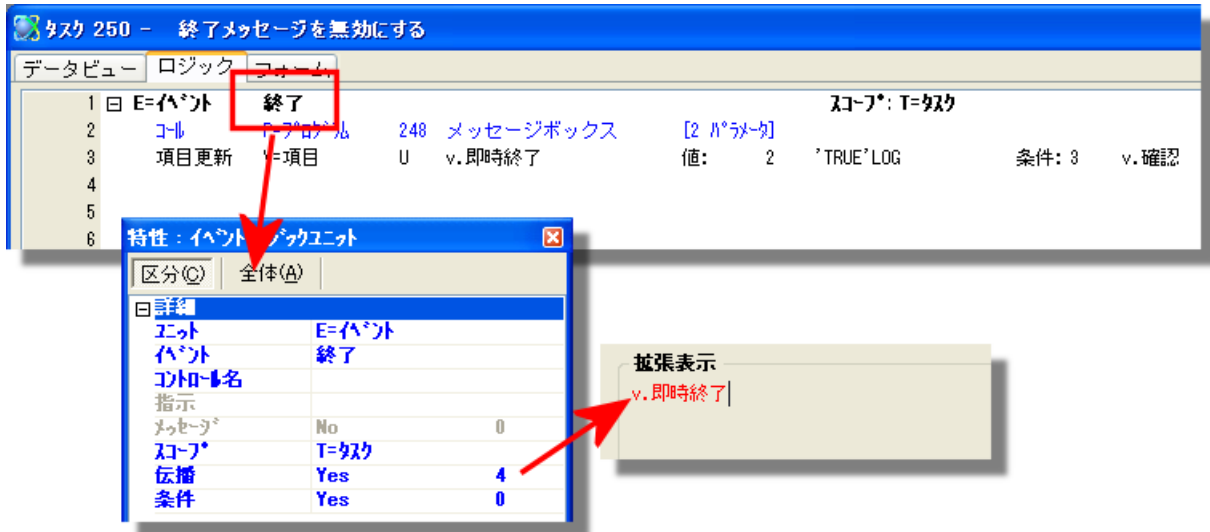 タスク 250 - 終了メッセージを無効にする
データビュー ロジック フォーム
1 E=ｲﾍﾞﾝﾄ 終了 ｽｺｰﾌﾟ: T=ﾀｽｸ
2 ｺｰﾙ P=ﾌﾟﾛｸﾞﾗﾑ 248 メッセージボックス [2 ﾊﾟﾗﾒｰﾀ]
3 項目更新 V=項目 U v.即時終了 値: 2 'TRUE'LOG 条件: 3 v.確認
4
5
6
特性：ｲﾍﾞﾝﾄﾛｼﾞｯｸﾕﾆｯﾄ
区分(C) 全体(A)
詳細
ﾕﾆｯﾄ E=ｲﾍﾞﾝﾄ
ｲﾍﾞﾝﾄ 終了
ｺﾝﾄﾛｰﾙ名
指示
ﾒｯｾｰｼﾞ No 0
ｽｺｰﾌﾟ T=ﾀｽｸ
伝播 Yes 4
条件 Yes 0
拡張表示
v.即時終了